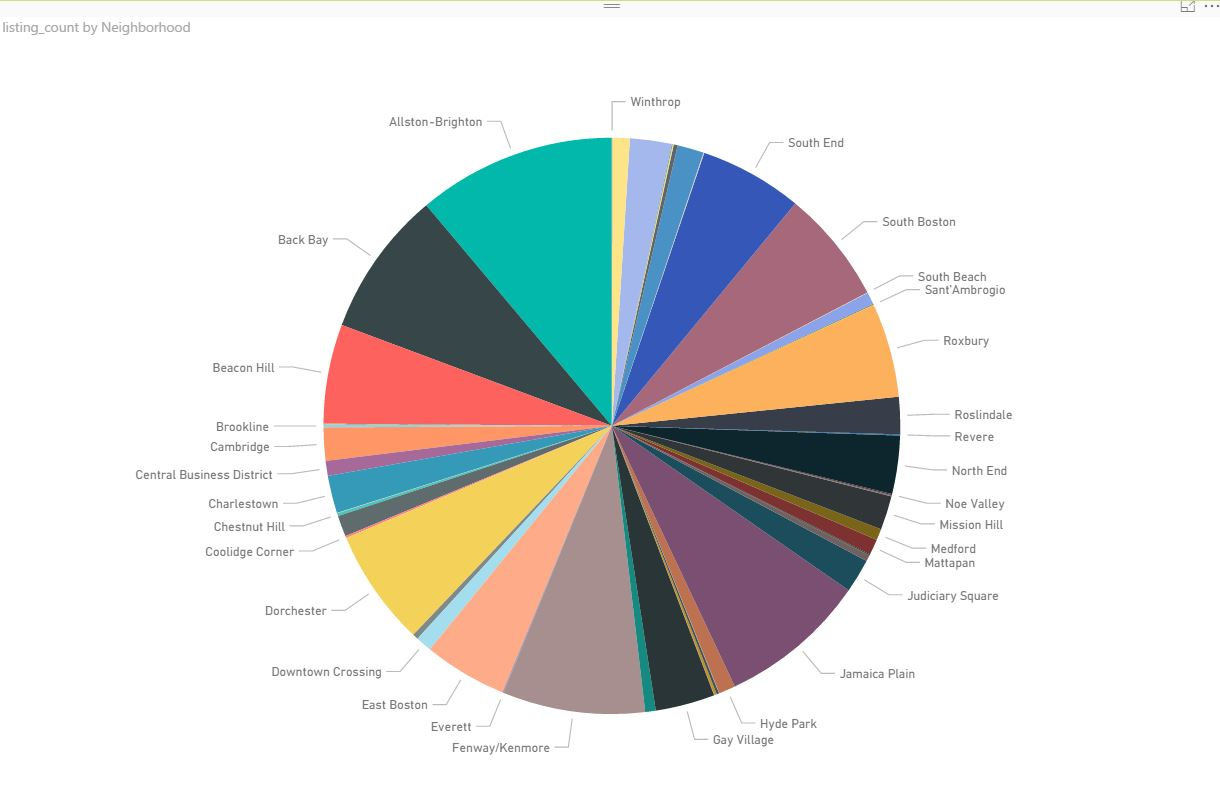 listing_count by Neighborhood
Winthrop
Allston-Brighton
South End
South Boston
Back Bay
South Beach
Sant'Ambrogio
Roxbury
Beacon Hill
Roslindale
Brookline
Revere
Cambridge
North End
Central Business District
Charlestown
Noe Valley
Chestnut Hill
Mission Hill
Coolidge Corner
Medford
Mattapan
Judiciary Square
Dorchester
Downtown Crossing
Jamaica Plain
East Boston
Hyde Park
Everett
Gay Village
Fenway/Kenmore